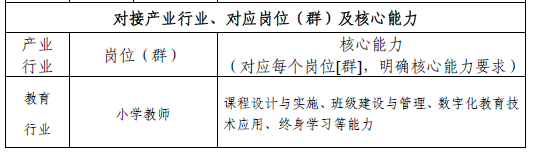 对接产业行业、对应岗位（群）及核心能力
产业
行业
岗位（群）
核心能力
（对应每个岗位[群]，明确核心能力要求）
教育
行业
小学教师
课程设计与实施、班级建设与管理、数字化教育技
术应用、终身学习等能力